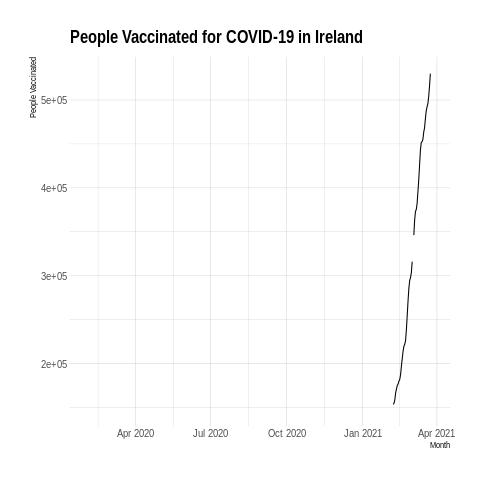 People Vaccinated for COVID-19 in Ireland
People Vaccinated
5e+05
4e+05
3e+05
2e+05
Apr 2020 Jul 2020 Oct 2020 Jan 2021 Apr 2021
Month